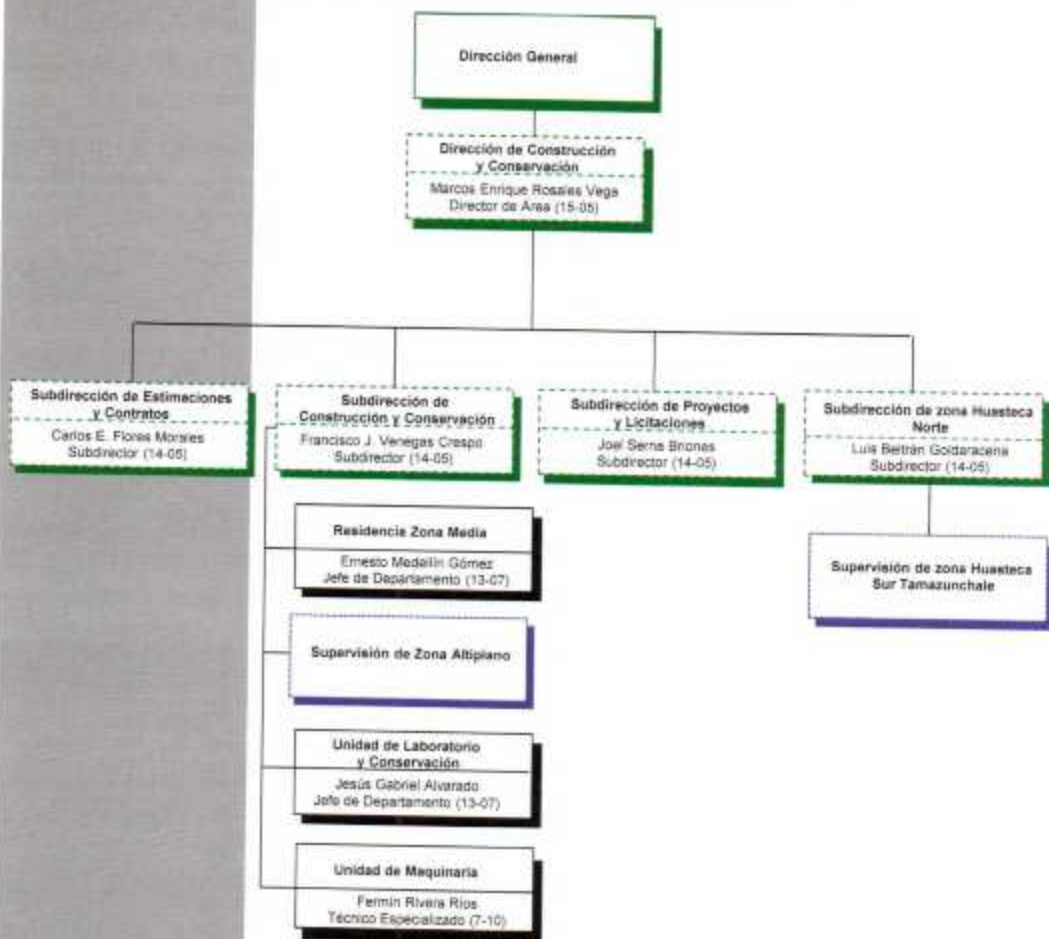 Dirección General
Dirección de Construcción
y Conservación
Marcos Enrique Rosales Vega
Director de Area (15-05)
Subdirección de Estimaciones
y Contratos
Carlos E. Flores Morales
Subdirector (14-05)
Subdirección de
Construcción y Conservación
Francisco J. Venegas Crespo
Subdirector (14-05)
Subdirección de Proyectos
y Licitaciones
Joel Serna Briones
Subdirector (14-05)
Subdirección de zona Huasteca
Norte
Luis Beltrán Goldaracena
Subdirector (14-05)
Residencia Zona Media
Ernesto Medellín Gómez
Jefe de Departamento (13-07)
Supervisión de Zona Altiplano
Unidad de Laboratorio
y Conservación
Jesús Gabriel Alvarado
Jefe de Departamento (13-07)
Unidad de Maquinaria
Fermín Rivera Ríos
Técnico Especializado (7-10)
Supervisión de zona Huasteca
Sur Tamazunchale